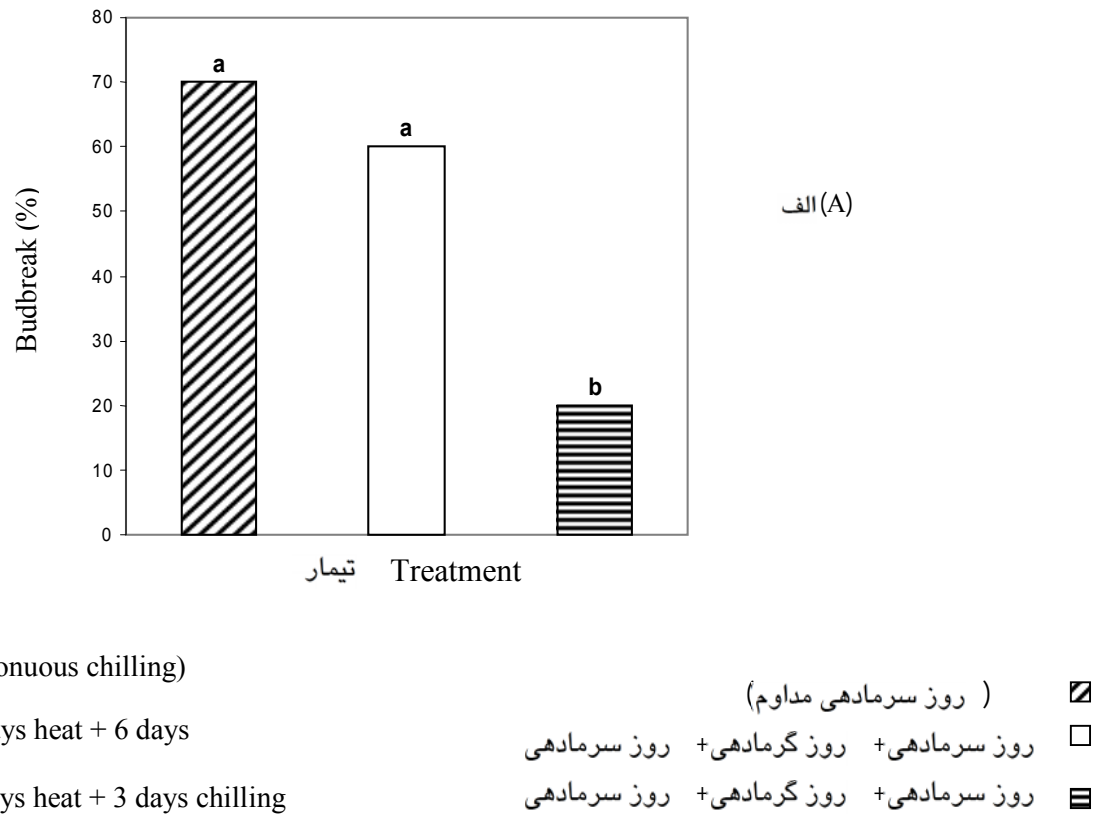 80
70
60
50
40
30
20
10
0
a
a
b
Budbreak (%)
تیمار Treatment
(A) الف
onuous chilling)
( روز سرمادهی مداوم)
ys heat + 6 days
روز سرمادهی+ روز گرمادهی+ روز سرمادهی
ys heat + 3 days chilling
روز سرمادهی+ روز گرمادهی+ روز سرمادهی